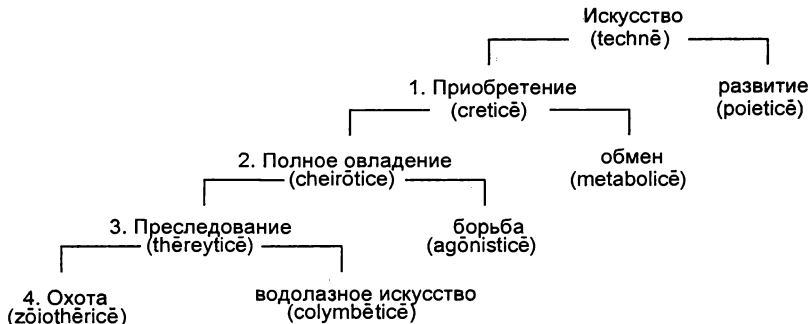 Искусство
(technē)
1. Приобретение
(creticē)
развитие
(poieticē)
2. Полное овладение
(cheirōtice)
обмен
(metabolicē)
3. Преследование
(thēreyticē)
борьба
(agōnisticē)
4. Охота
(zōiothēricē)
водолазное искусство
(colymbēticē)